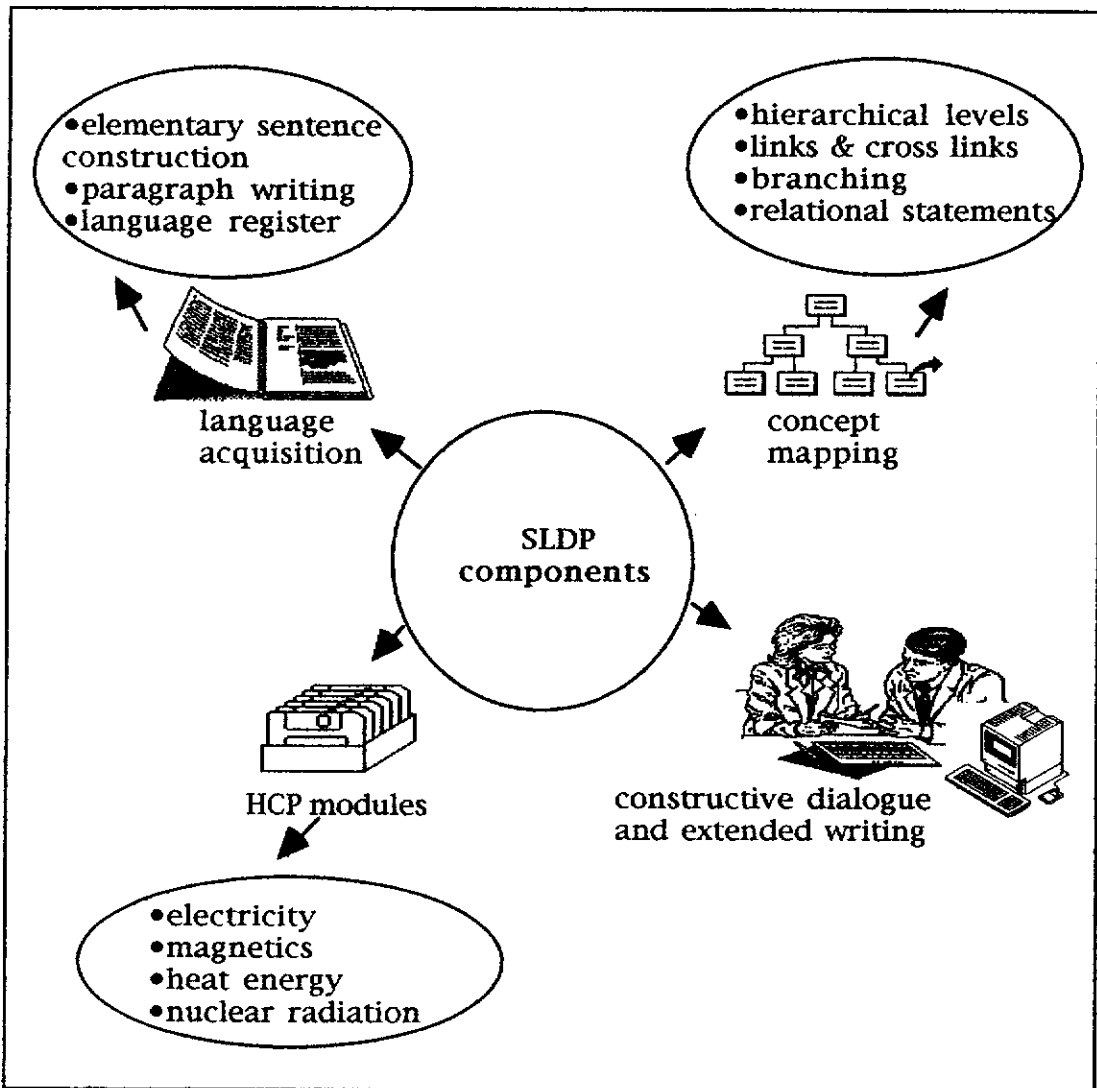 •elementary sentence
construction
•paragraph writing
•language register
language
acquisition
•hierarchical levels
•links & cross links
•branching
•relational statements
concept
mapping
SLDP
components
HCP modules
•electricity
•magnetics
•heat energy
•nuclear radiation
constructive dialogue
and extended writing